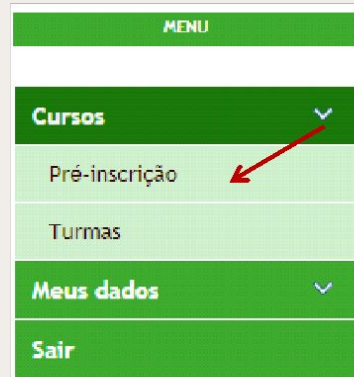 MENU
Cursos
Pré-inscrição
Turmas
Meus dados
Sair